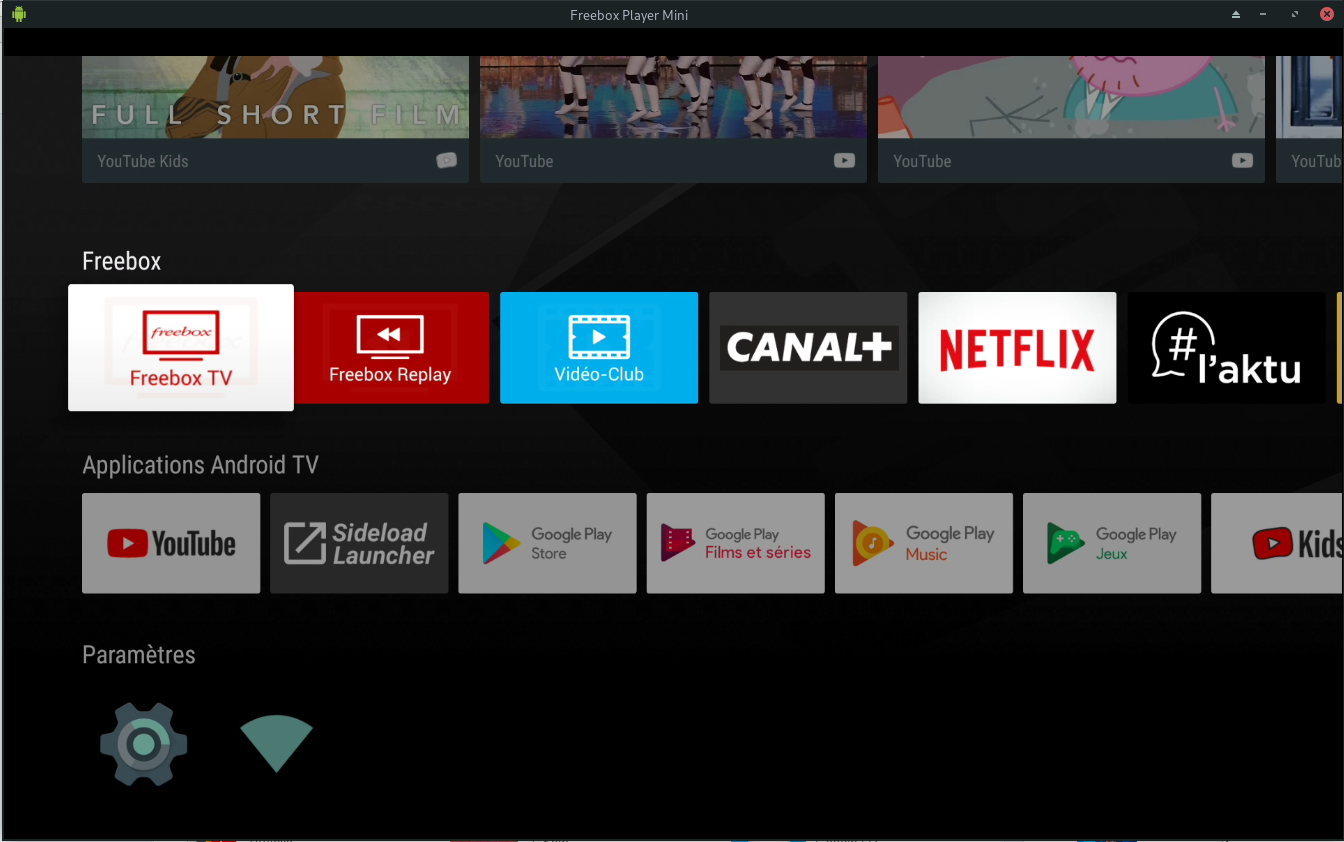 Freebox Player Mini
FULL SHORT FILM
YouTube Kids
YouTube
YouTube
YouTub
Freebox
freebox
Freebox TV
Freebox Replay
Vidéo-Club
CANAL+
NETFLIX
#
l'aktu
Applications Android TV
YouTube
Sideload
Launcher
Google Play
Store
Google Play
Films et séries
Google Play
Music
Google Play
Jeux
Kids
Paramètres